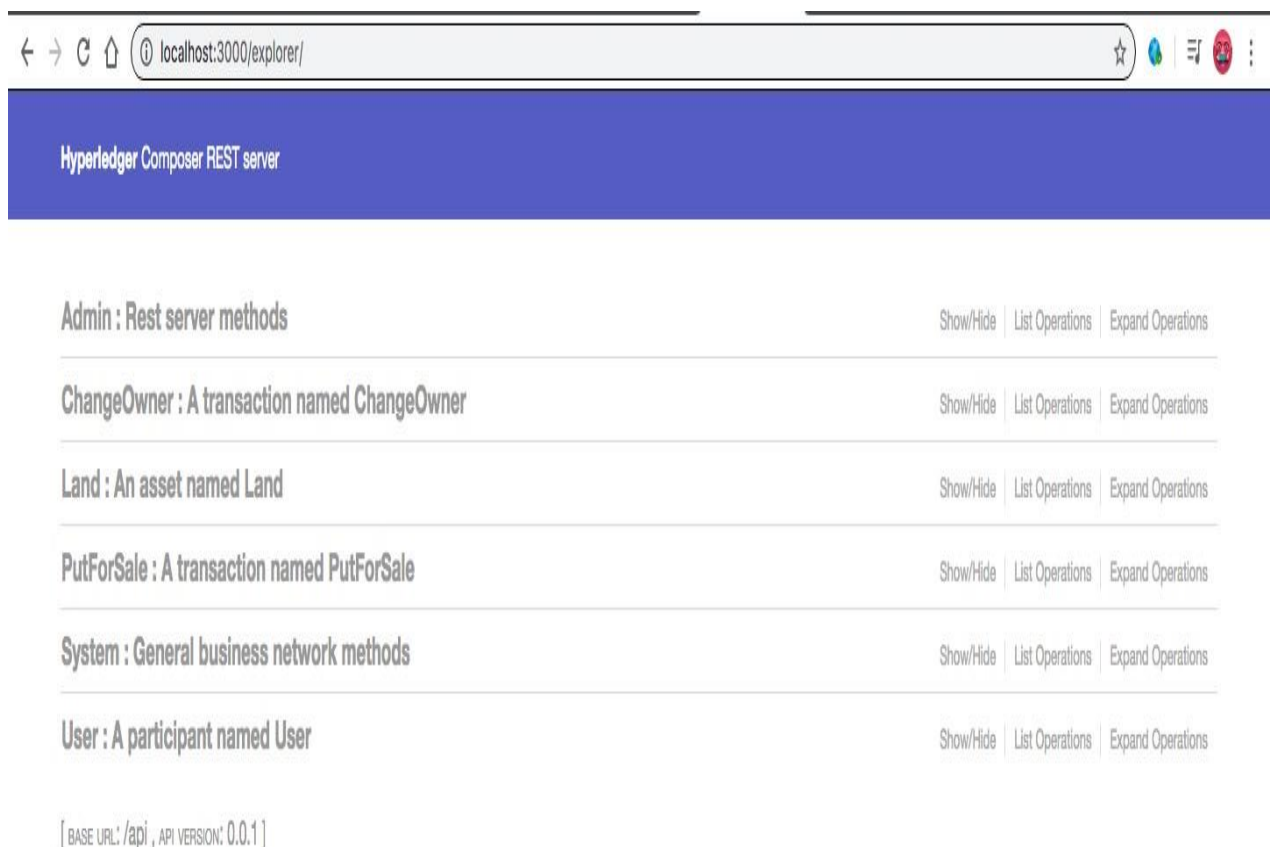 localhost:3000/explorer/
Hyperledger Composer REST server
Admin : Rest server methods Show/Hide List Operations Expand Operations
ChangeOwner : A transaction named ChangeOwner Show/Hide List Operations Expand Operations
Land : An asset named Land Show/Hide List Operations Expand Operations
PutForSale : A transaction named PutForSale Show/Hide List Operations Expand Operations
System : General business network methods Show/Hide List Operations Expand Operations
User : A participant named User Show/Hide List Operations Expand Operations
[ BASE URL: /api , API VERSION: 0.0.1 ]